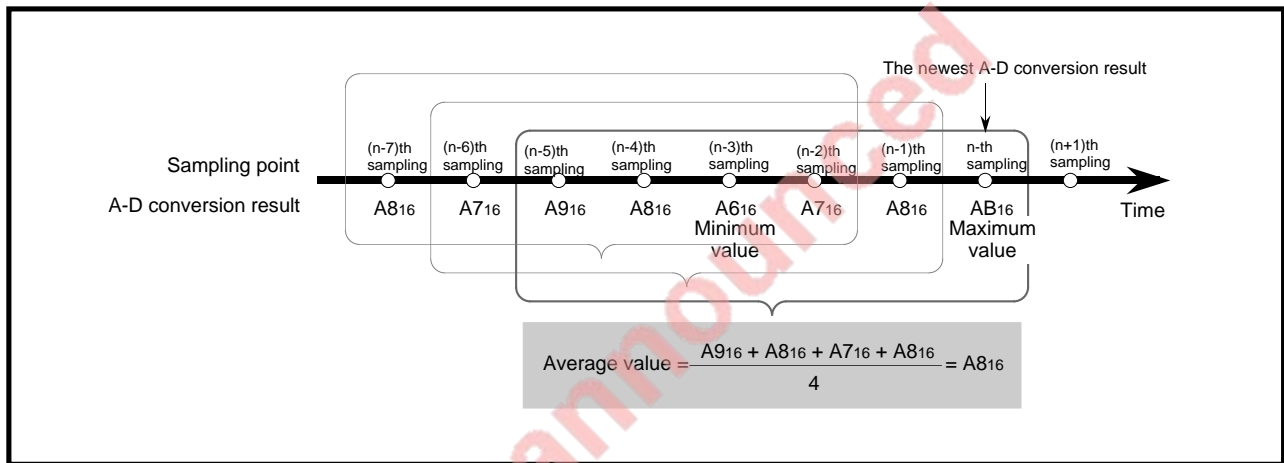 The newest A-D conversion result
(n-7)th sampling (n-6)th sampling (n-5)th sampling (n-4)th sampling (n-3)th sampling (n-2)th sampling (n-1)th sampling n-th sampling (n+1)th sampling
Sampling point
A-D conversion result A816 A716 A916 A816 A616 A716 A816 AB16 Time
Minimum value
Maximum value
Average value = A916 + A816 + A716 + A816 / 4 = A816
announced